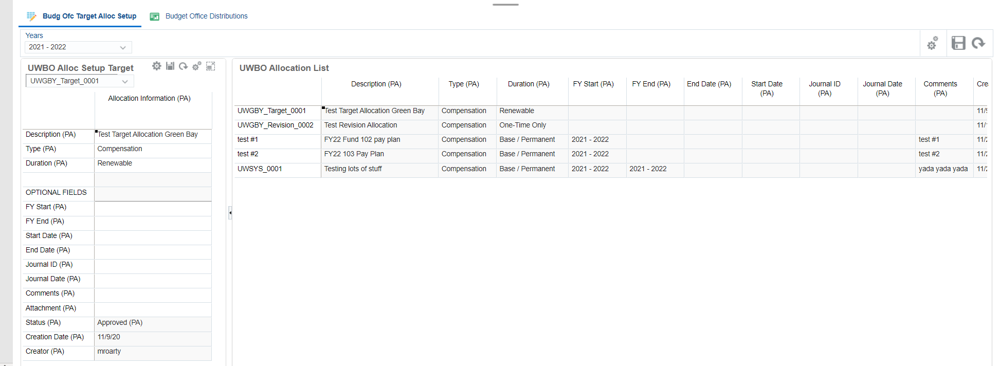 Budg Ofc Target Alloc Setup Budget Office Distributions
Years
2021 - 2022
UWBO Alloc Setup Target
UWGBY_Target_0001
Allocation Information (PA)
Description (PA) Test Target Allocation Green Bay
Type (PA) Compensation
Duration (PA) Renewable
OPTIONAL FIELDS
FY Start (PA)
FY End (PA)
Start Date (PA)
End Date (PA)
Journal ID (PA)
Journal Date (PA)
Comments (PA)
Attachment (PA)
Status (PA) Approved (PA)
Creation Date (PA) 11/9/20
Creator (PA) mroarty
UWBO Allocation List
Description (PA) Type (PA) Duration (PA) FY Start (PA) FY End (PA) End Date (PA) Start Date (PA) Journal ID (PA) Journal Date (PA) Comments (PA) Cre
UWGBY_Target_0001 Test Target Allocation Green Bay Compensation Renewable 11/9
UWGBY_Revision_0002 Test Revision Allocation Compensation One-Time Only 11/
test #1 FY22 Fund 102 pay plan Compensation Base / Permanent 2021 - 2022 test #1 11/2
test #2 FY22 103 Pay Plan Compensation Base / Permanent 2021 - 2022 test #2 11/2
UWSYS_0001 Testing lots of stuff Compensation Base / Permanent 2021 - 2022 2021 - 2022 yada yada yada 11/2